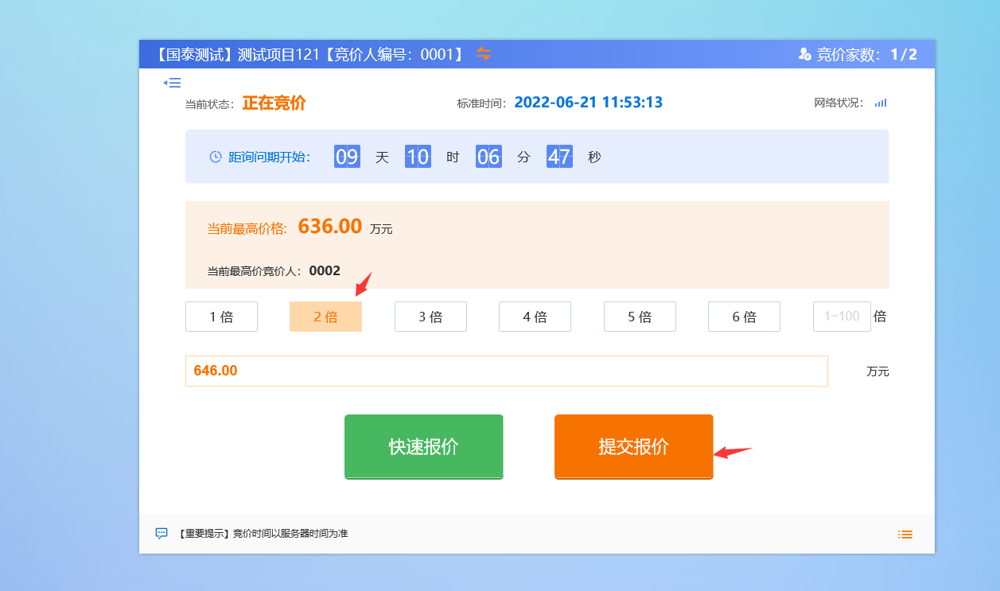 【国泰测试】测试项目121【竞价人编号：0001】 竞价家数：1/2
当前状态：正在竞价 标准时间：2022-06-21 11:53:13 网络状况：
距询问期开始： 09 天 10 时 06 分 47 秒
当前最高价格: 636.00 万元
当前最高价竞价人：0002
1 倍 2 倍 3 倍 4 倍 5 倍 6 倍 1~100 倍
646.00 万元
快速报价 提交报价
【重要提示】竞价时间以服务器时间为准